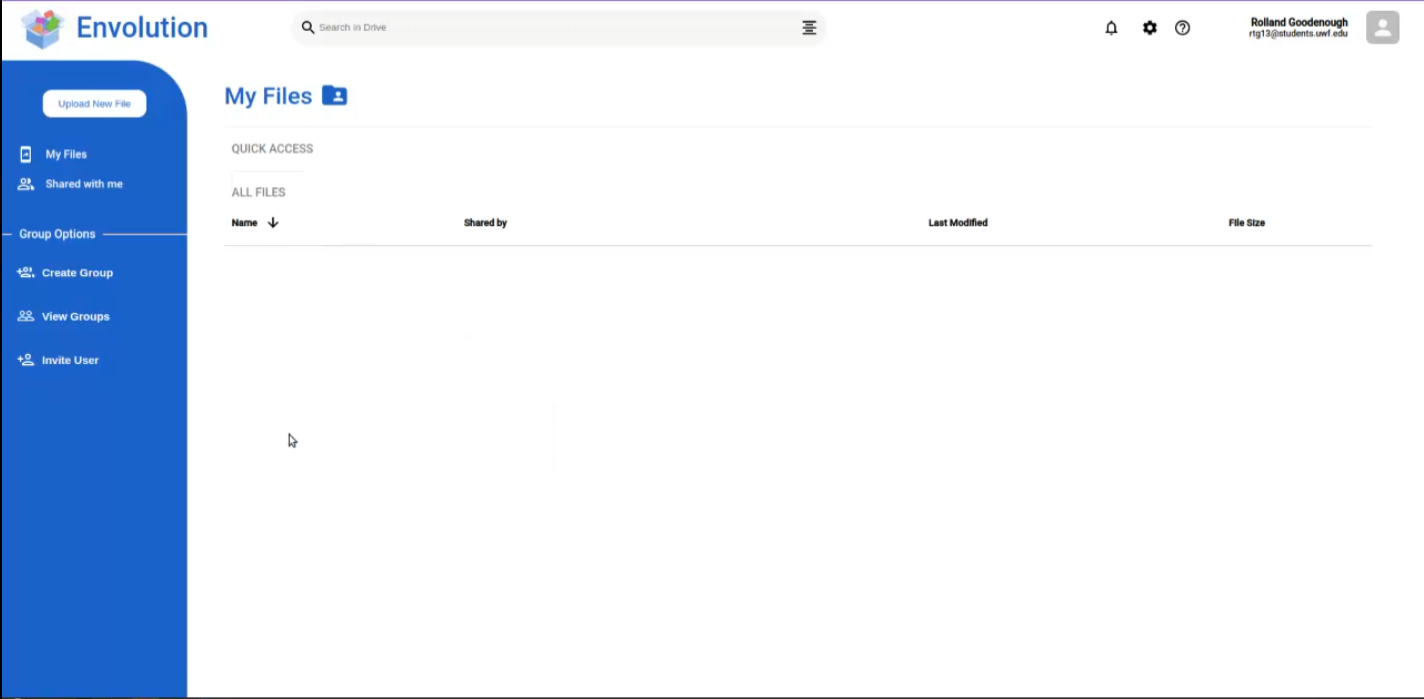 Envolution
Search in Drive
Rolland Goodenough
rtg13@students.uwf.edu
Upload New File
My Files
Shared with me
Group Options
Create Group
View Groups
Invite User
My Files
QUICK ACCESS
ALL FILES
Name Shared by Last Modified File Size